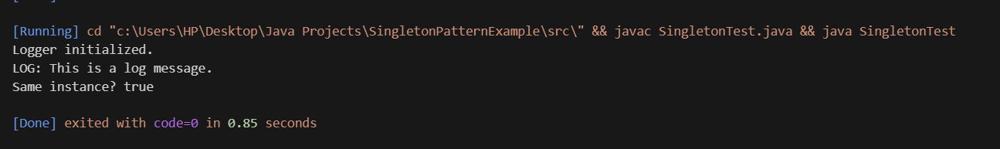 [Running] cd "c:\Users\HP\Desktop\Java Projects\SingletonPatternExample\src\" && javac SingletonTest.java && java SingletonTest
Logger initialized.
LOG: This is a log message.
Same instance? true
[Done] exited with code=0 in 0.85 seconds